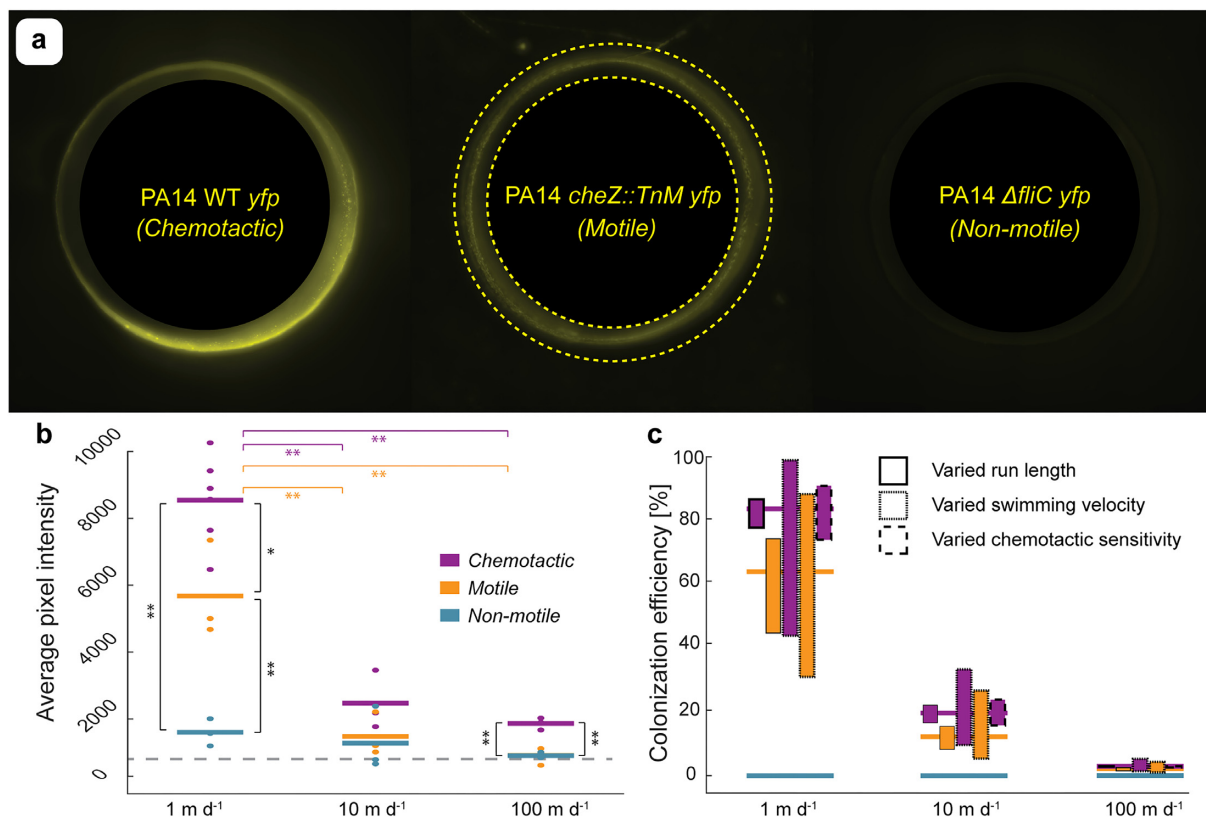 a
PA14 WT yfp
(Chemotactic)
PA14 cheZ::TnM yfp
(Motile)
PA14 ΔfliC yfp
(Non-motile)
b
Average pixel intensity
10000
8000
6000
4000
2000
0
**
**
**
**
*
**
**
**
**
Chemotactic
Motile
Non-motile
1 m d-1
10 m d-1
100 m d-1
c
Colonization efficiency [%]
100
80
60
40
20
0
Varied run length
Varied swimming velocity
Varied chemotactic sensitivity
1 m d-1
10 m d-1
100 m d-1